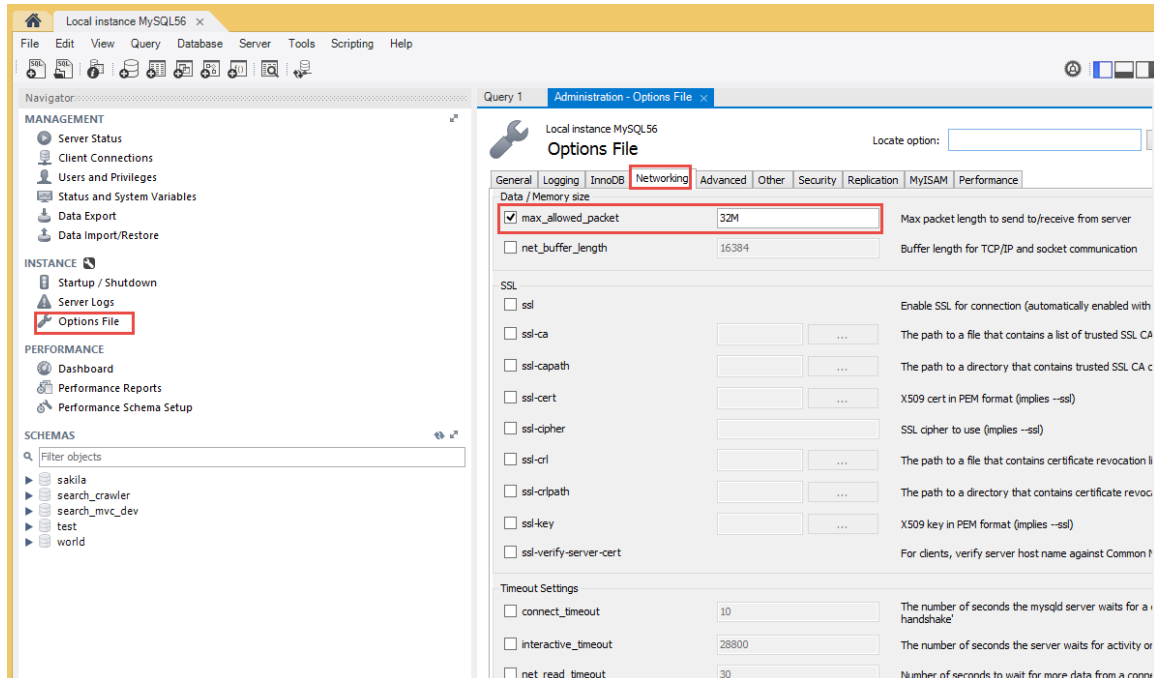 Local instance MySQL56 ×
File Edit View Query Database Server Tools Scripting Help
Navigator
MANAGEMENT
Server Status
Client Connections
Users and Privileges
Status and System Variables
Data Export
Data Import/Restore
INSTANCE
Startup / Shutdown
Server Logs
Options File
PERFORMANCE
Dashboard
Performance Reports
Performance Schema Setup
SCHEMAS
Filter objects
sakila
search_crawler
search_mvc_dev
test
world
Query 1 Administration - Options File ×
Local instance MySQL56
Options File
Locate option:
General Logging InnoDB Networking Advanced Other Security Replication MyISAM Performance
Data / Memory size
max_allowed_packet 32M Max packet length to send to/receive from server
net_buffer_length 16384 Buffer length for TCP/IP and socket communication
SSL
ssl Enable SSL for connection (automatically enabled with
ssl-ca ... The path to a file that contains a list of trusted SSL CA
ssl-capath ... The path to a directory that contains trusted SSL CA c
ssl-cert ... X509 cert in PEM format (implies --ssl)
ssl-cipher SSL cipher to use (implies --ssl)
ssl-crl ... The path to a file that contains certificate revocation li
ssl-crlpath ... The path to a directory that contains certificate revoc
ssl-key ... X509 key in PEM format (implies --ssl)
ssl-verify-server-cert For clients, verify server host name against Common
Timeout Settings
connect_timeout 10 The number of seconds the mysqld server waits for a
handshake'
interactive_timeout 28800 The number of seconds the server waits for activity or
net_read_timeout 30 Number of seconds to wait for more data from a conn